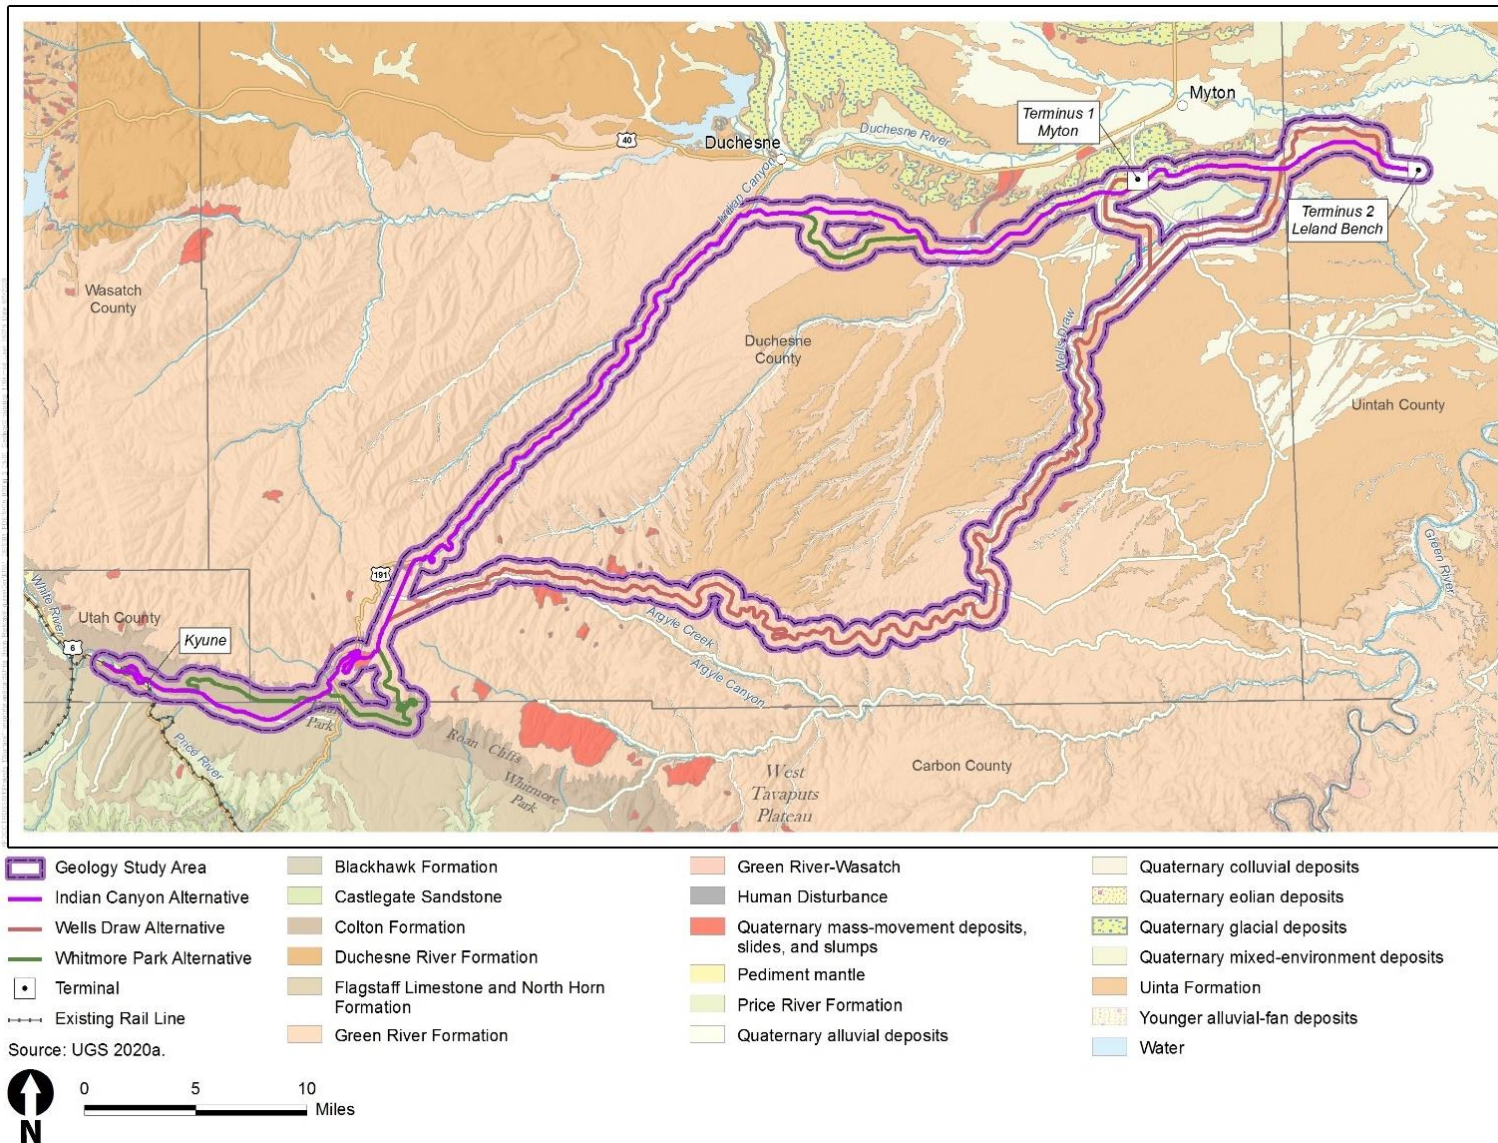 Myton
Terminus 1
Myton
Duchesne River
40
Duchesne
Indian Canyon
Terminus 2
Leland Bench
Wasatch
County
Duchesne
County
Wells Draw
Uintah County
Green River
191
White River
Utah County
6
Kyune
Argyle Creek
Argyle Canyon
Park
Price River
Roan Cliffs
Whitmore
Park
West
Tavaputs
Plateau
Carbon County
Geology Study Area
Indian Canyon Alternative
Wells Draw Alternative
Whitmore Park Alternative
Terminal
Existing Rail Line
Source: UGS 2020a.
Blackhawk Formation
Castlegate Sandstone
Colton Formation
Duchesne River Formation
Flagstaff Limestone and North Horn
Formation
Green River Formation
Green River-Wasatch
Human Disturbance
Quaternary mass-movement deposits,
slides, and slumps
Pediment mantle
Price River Formation
Quaternary alluvial deposits
Quaternary colluvial deposits
Quaternary eolian deposits
Quaternary glacial deposits
Quaternary mixed-environment deposits
Uinta Formation
Younger alluvial-fan deposits
Water
N
0 5 10
Miles